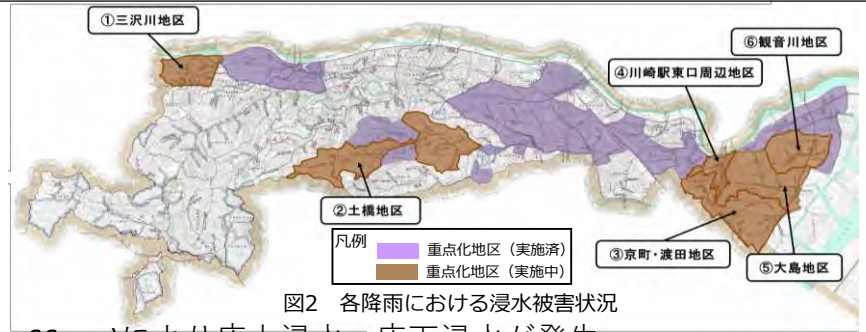 ①三沢川地区
⑥観音川地区
④川崎駅東口周辺地区
②土橋地区
③京町・渡田地区
⑤大島地区
凡例
重点化地区（実施済）
重点化地区（実施中）
図2 各降雨における浸水被害状況